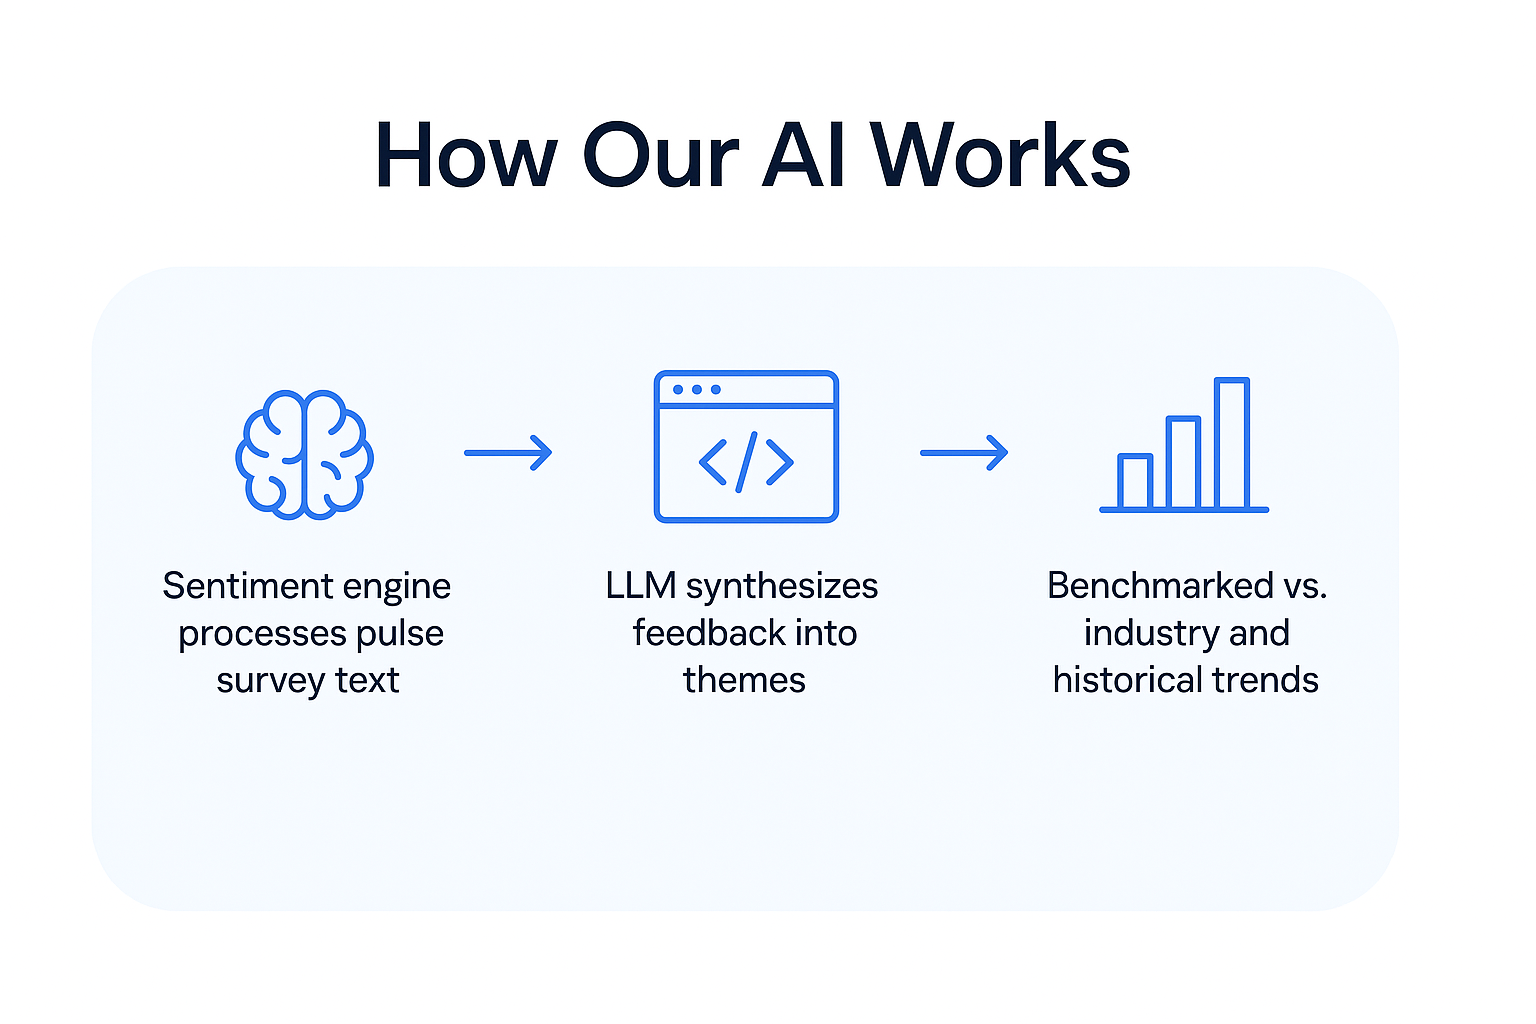 How Our AI Works
</>
Sentiment engine
processes pulse
survey text
LLM synthesizes
feedback into
themes
Benchmarked vs.
industry and
historical trends